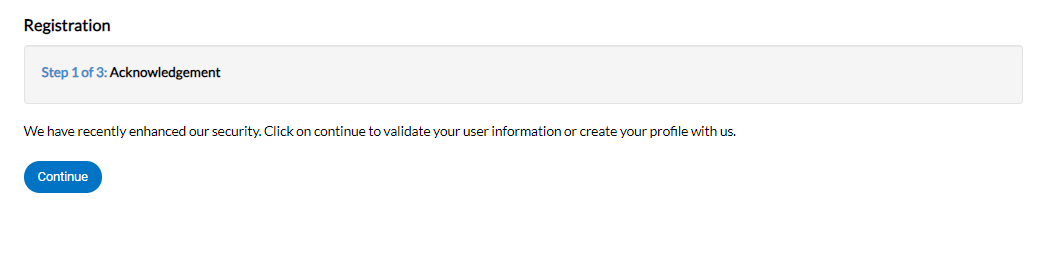 Registration
Step 1 of 3: Acknowledgement
We have recently enhanced our security. Click on continue to validate your user information or create your profile with us.
Continue